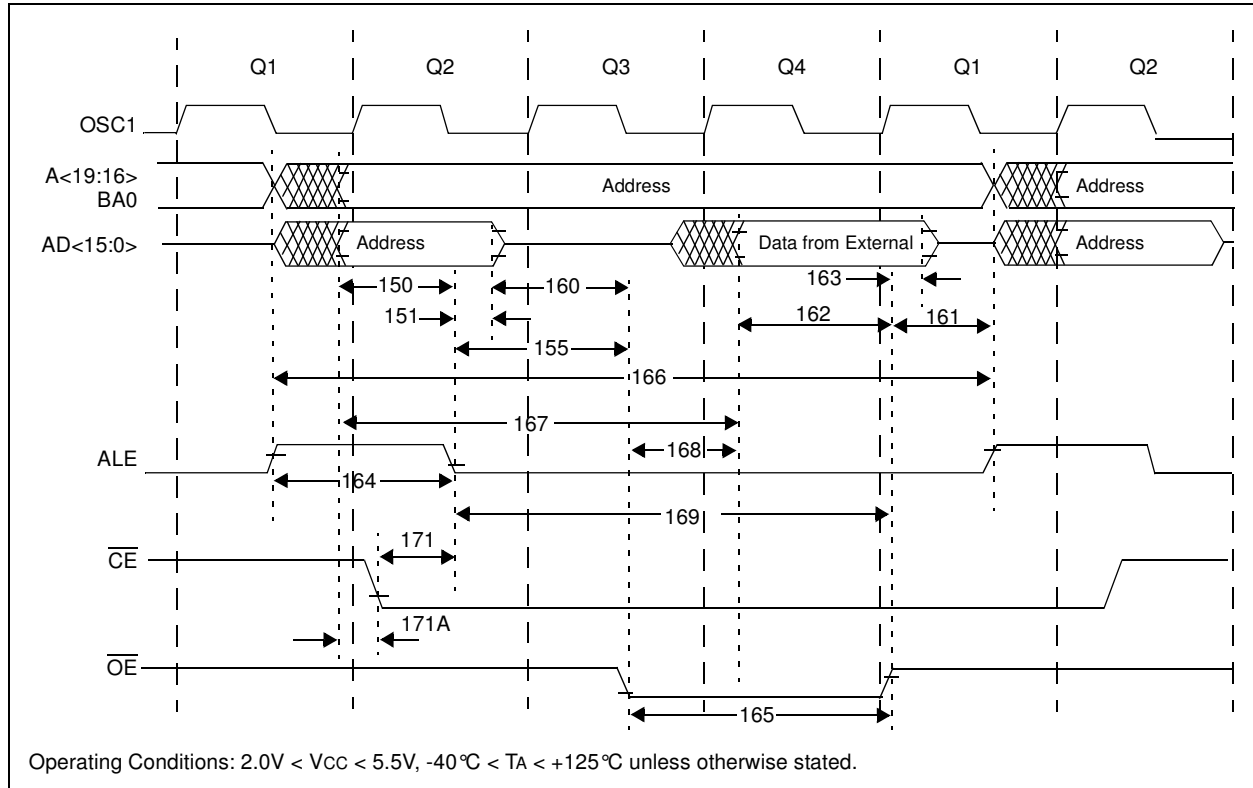 Q1 Q2 Q3 Q4 Q1 Q2
OSC1
A<19:16>
BA0
Address
Address
AD<15:0>
Address
Data from External
Address
163
150
160
151
162
161
155
166
167
168
ALE
164
169
171
CE
171A
OE
165
Operating Conditions: 2.0V < VCC < 5.5V, -40°C < TA < +125°C unless otherwise stated.